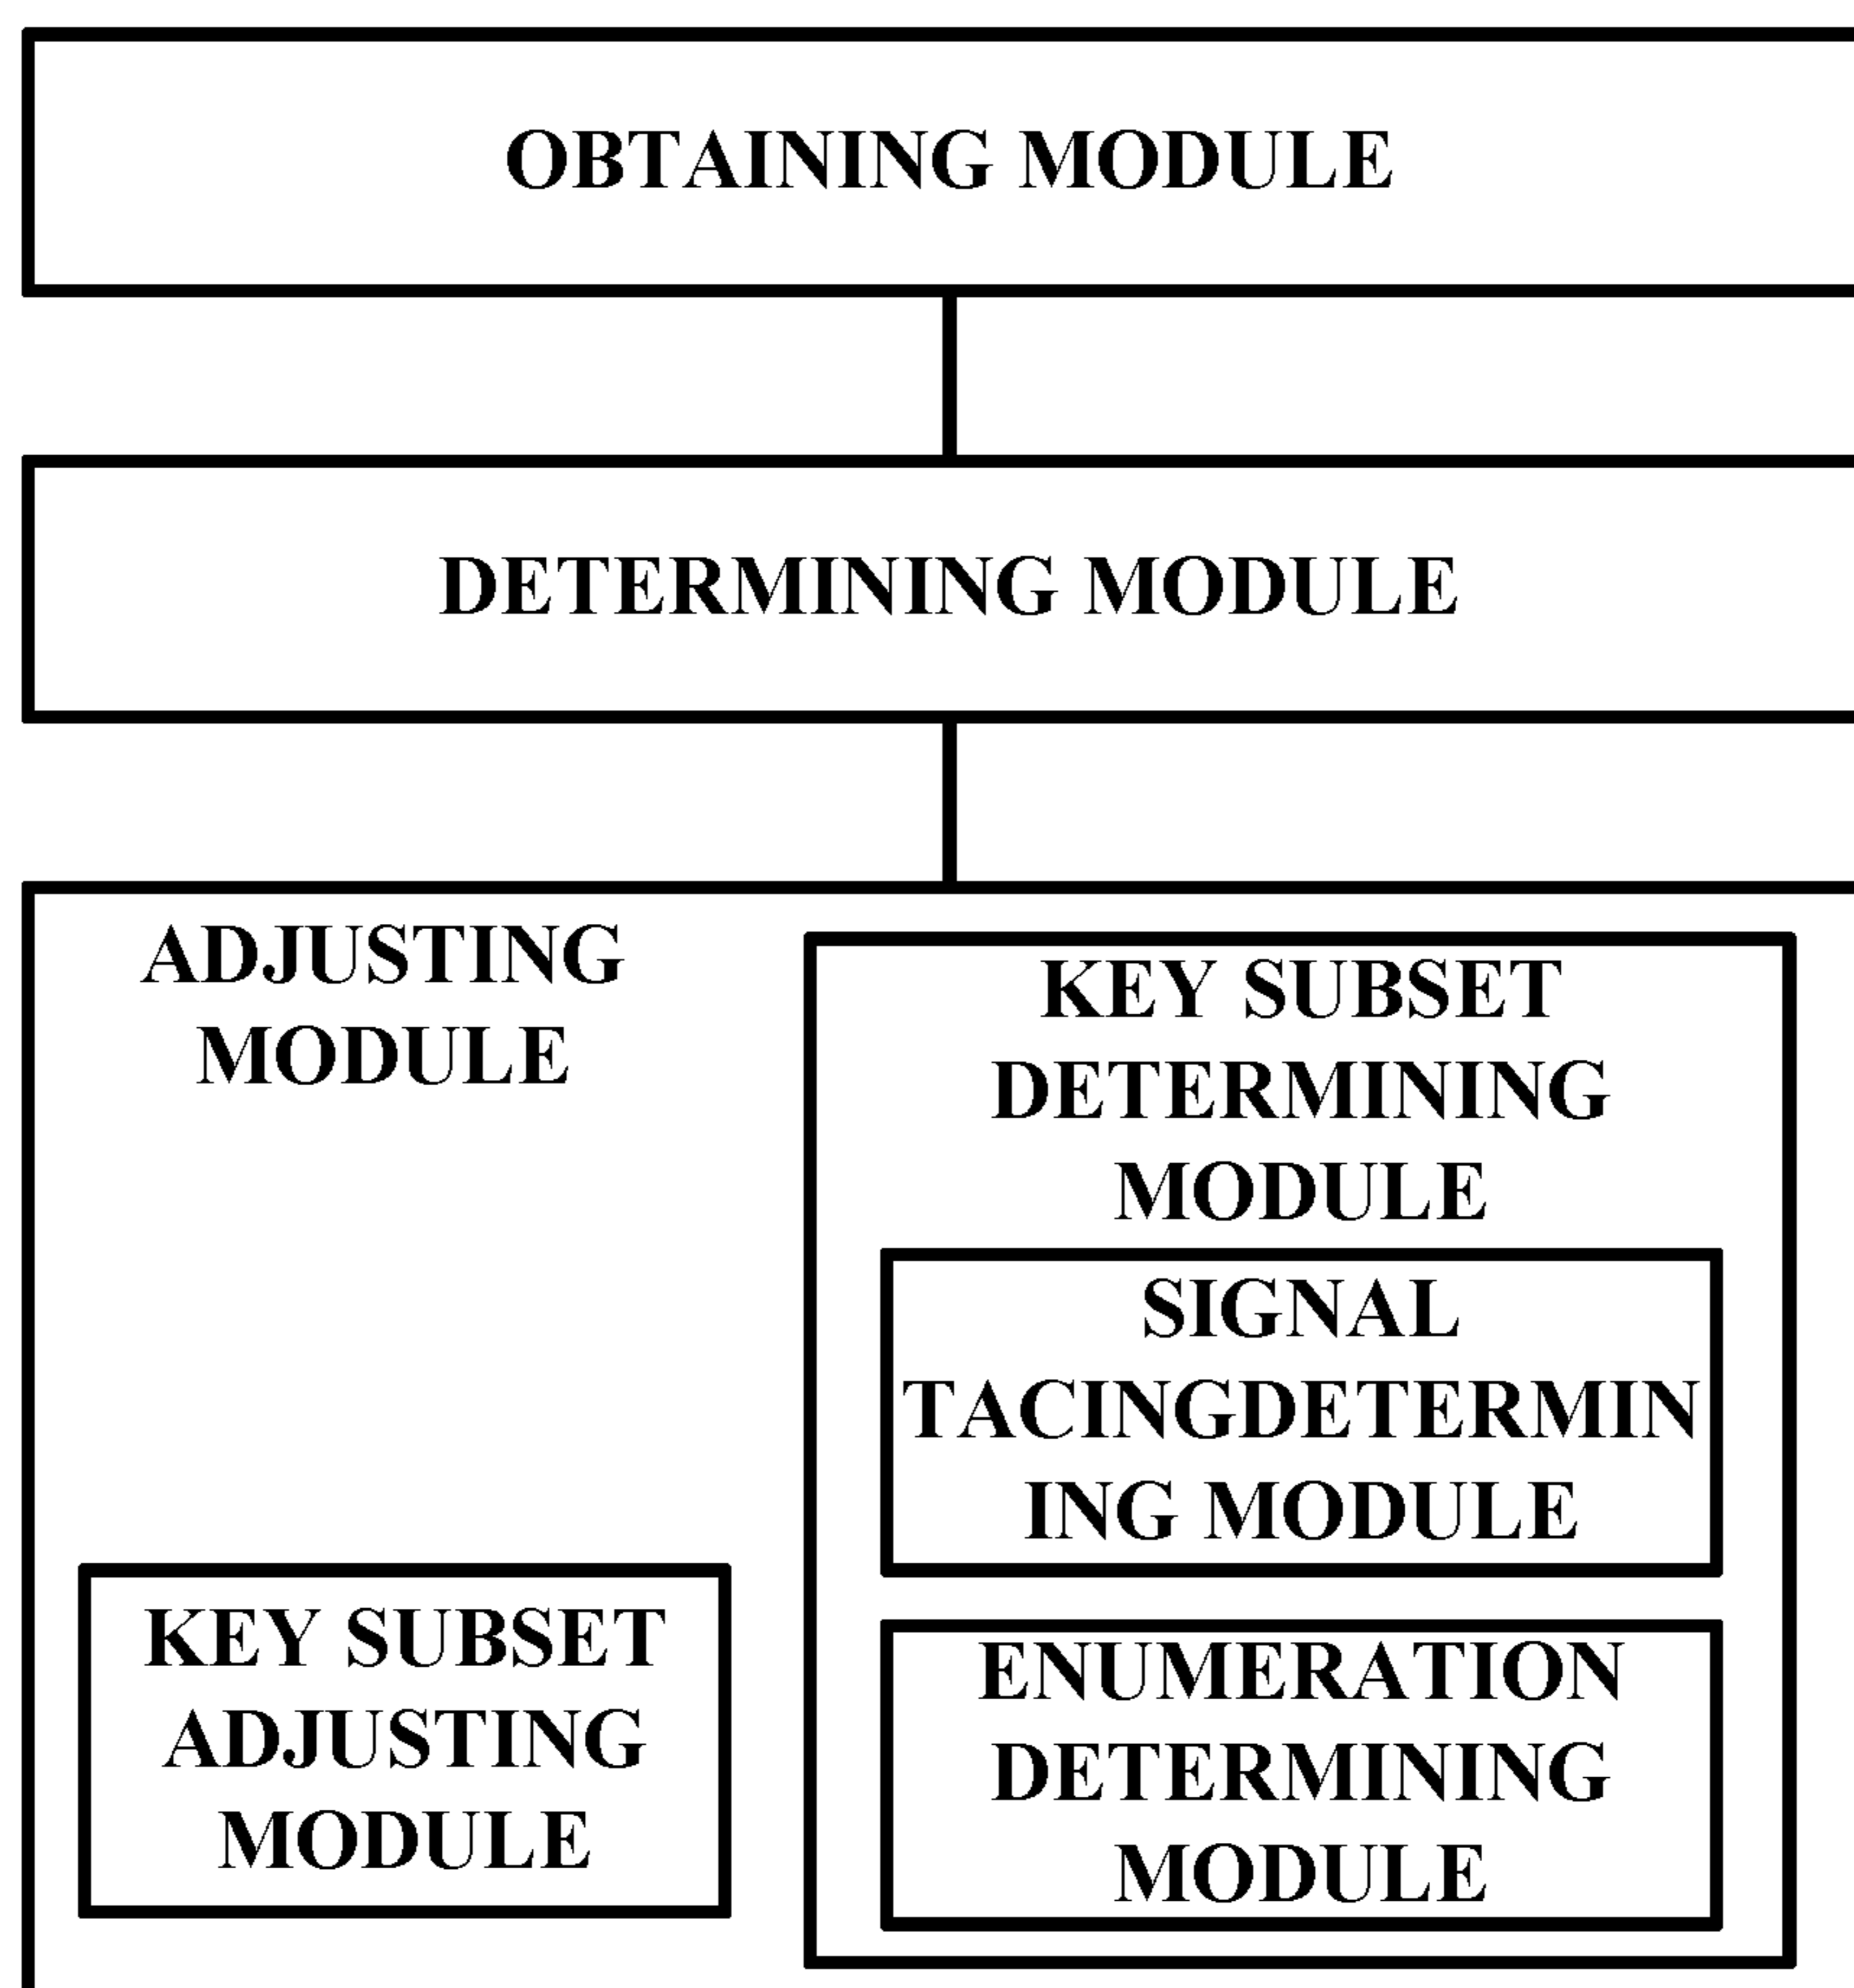 OBTAINING MODULE
DETERMINING MODULE
ADJUSTING
MODULE
KEY SUBSET
DETERMINING
MODULE
SIGNAL
TACINGDETERMIN
ING MODULE
KEY SUBSET
ADJUSTING
MODULE
ENUMERATION
DETERMINING
MODULE